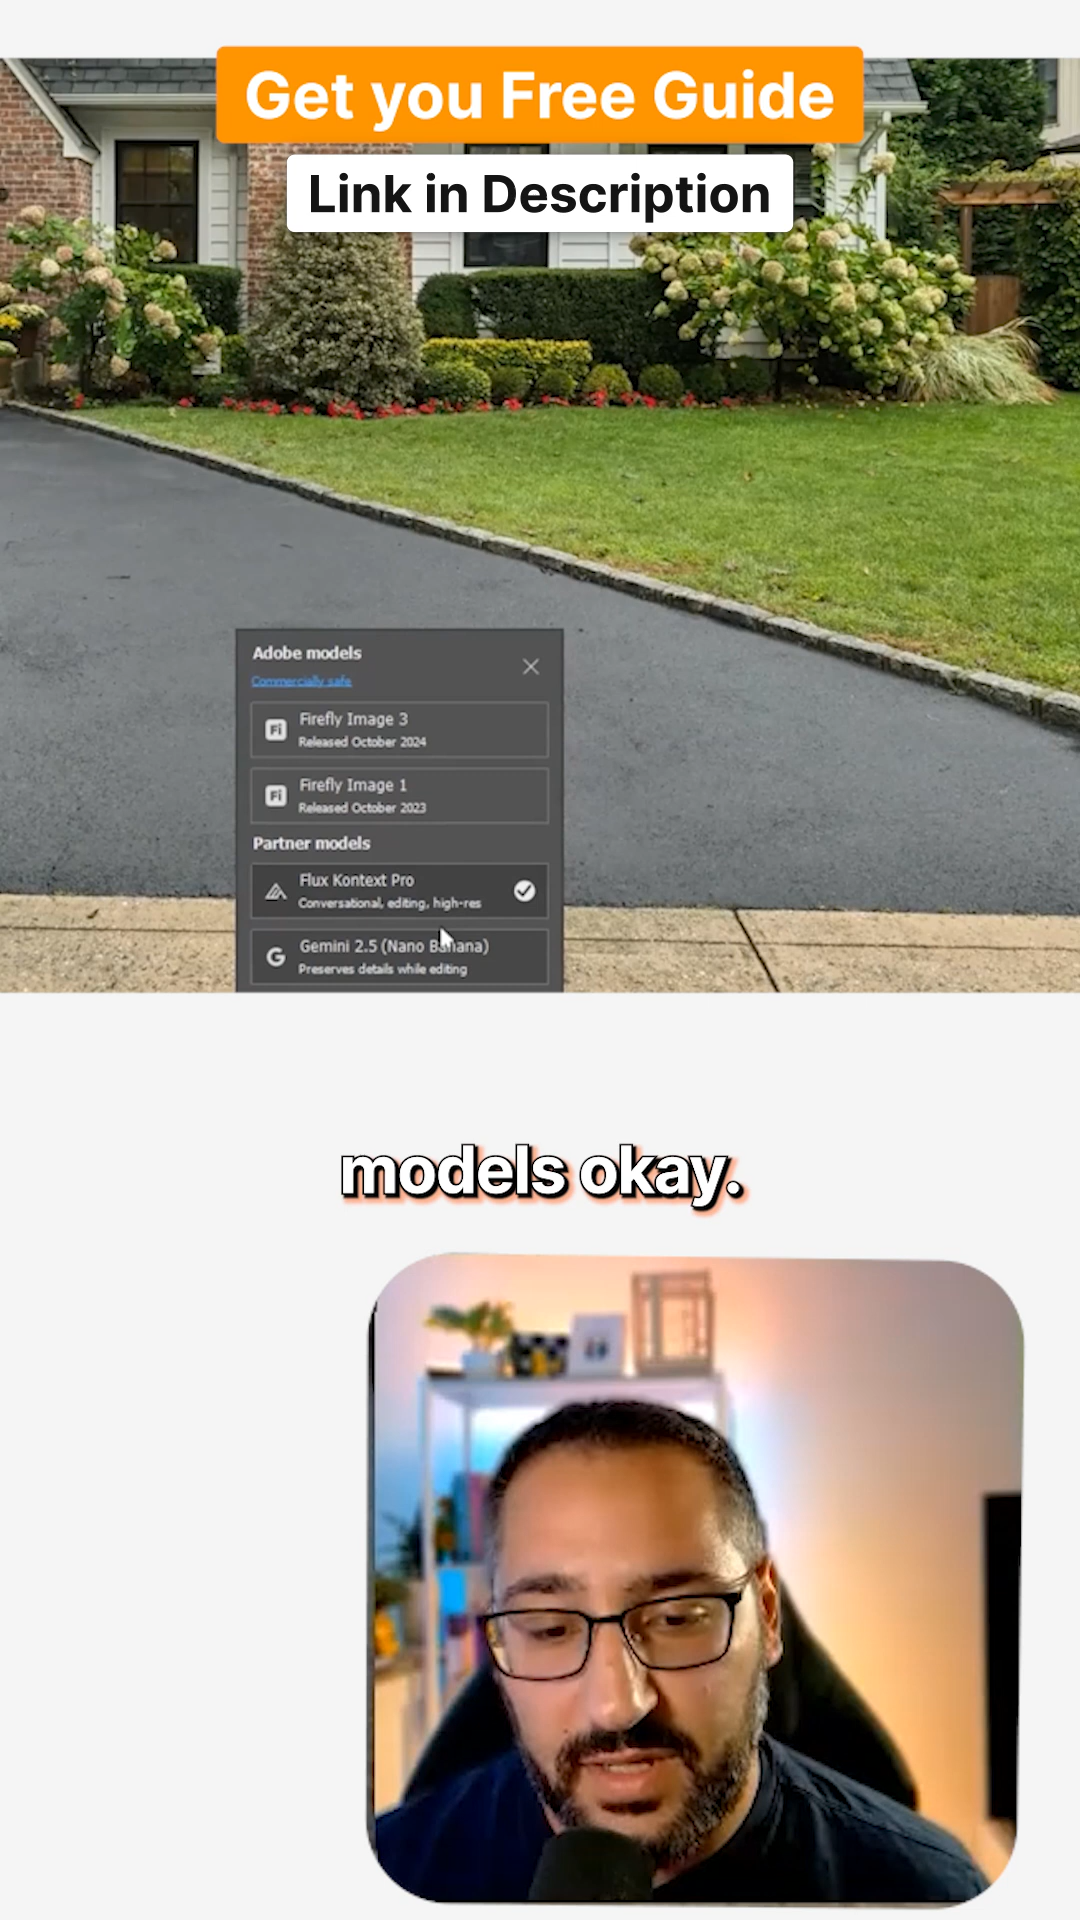 Get you Free Guide
Link in Description
Adobe models
Commercially safe
Fi
Firefly Image 3
Released October 2024
Fi
Firefly Image 1
Released October 2023
Partner models
Flux Kontext Pro
Conversational, editing, high-res
G
Gemini 2.5 (Nano Banana)
Preserves details while editing
models okay.